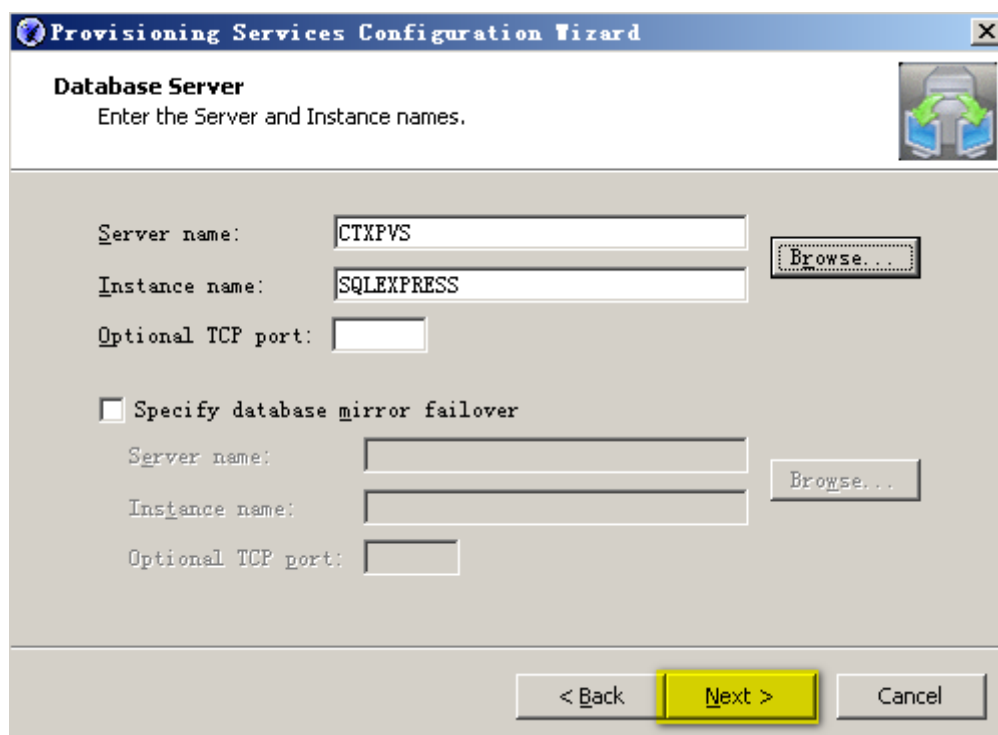 Provisioning Services Configuration Wizard
Database Server
Enter the Server and Instance names.
Server name: CTXPVS
Browse...
Instance name: SQLEXPRESS
Optional TCP port:
Specify database mirror failover
Server name:
Browse...
Instance name:
Optional TCP port:
< Back Next > Cancel